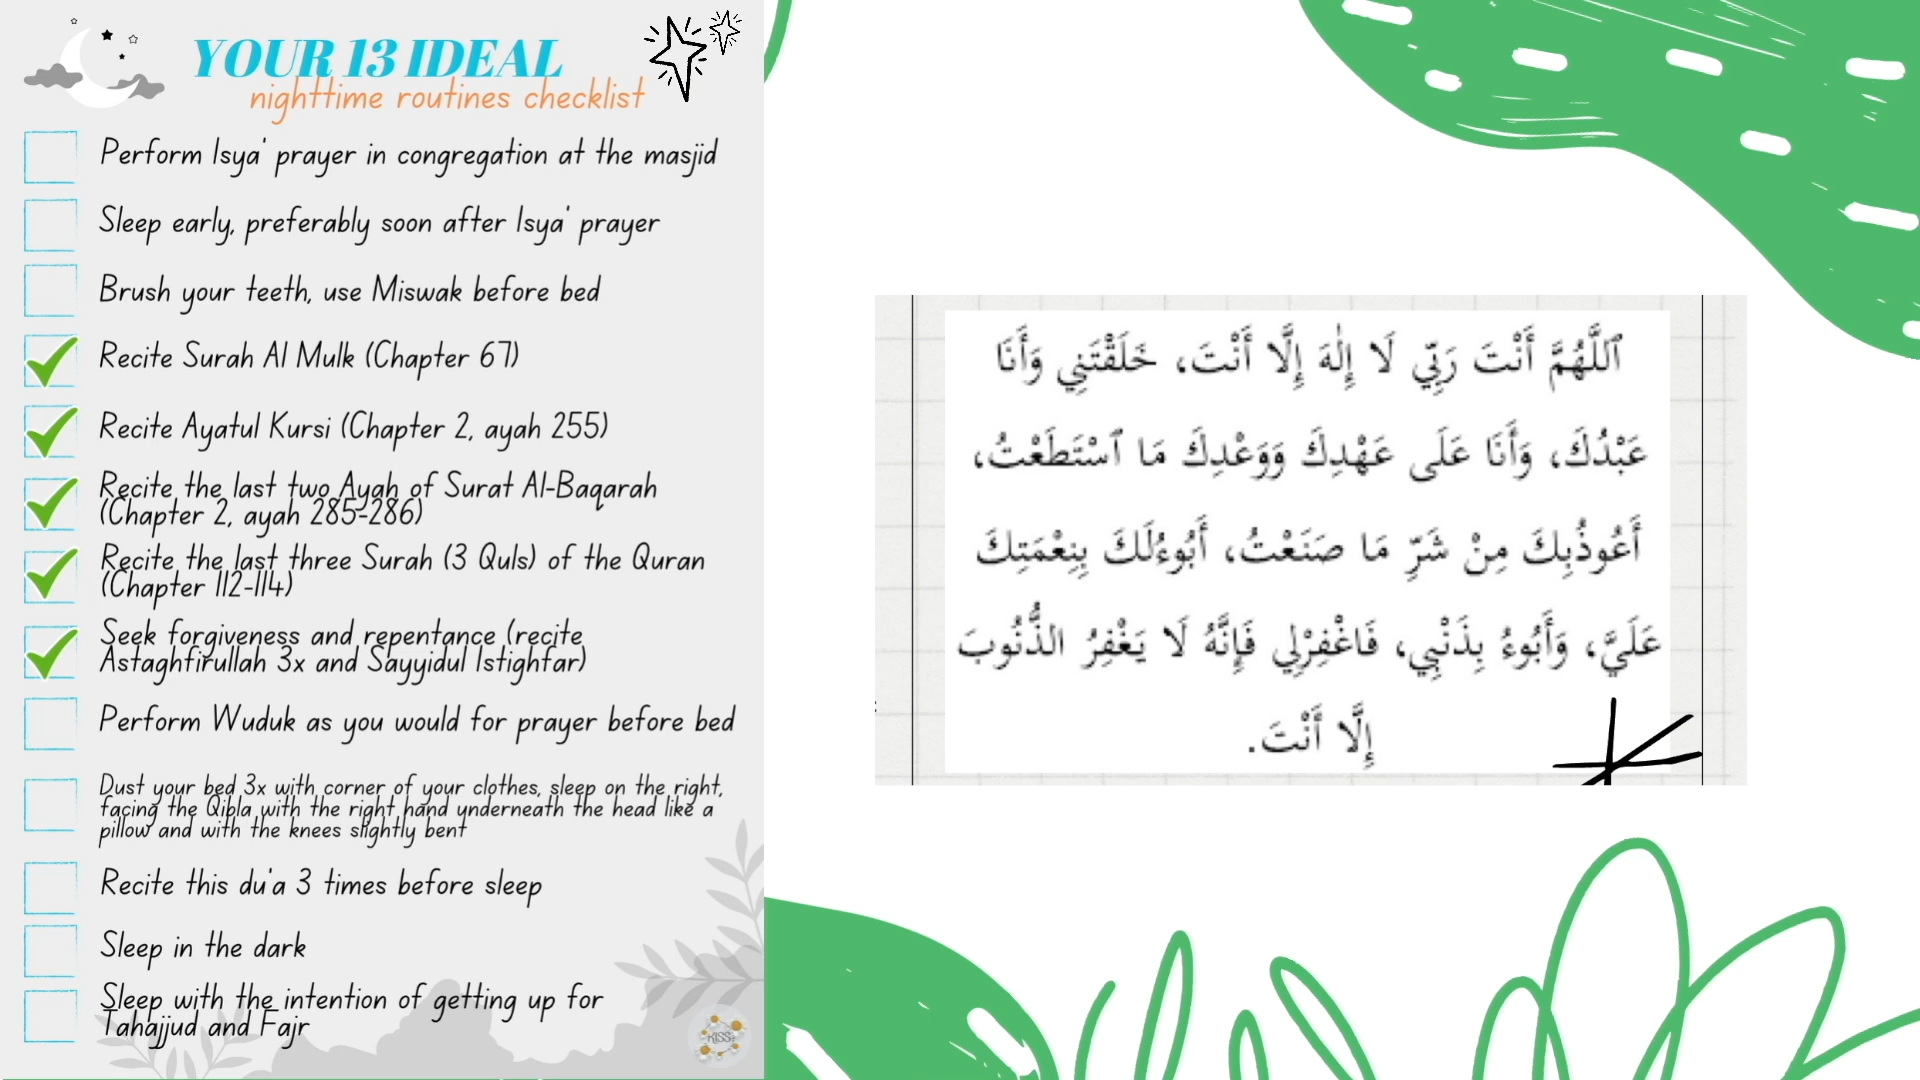 YOUR 13 IDEAL
nighttime routines checklist
Perform Isya' prayer in congregation at the masjid
Sleep early, preferably soon after Isya' prayer
Brush your teeth, use Miswak before bed
Recite Surah Al Mulk (Chapter 67)
Recite Ayatul Kursi (Chapter 2, ayah 255)
Recite the last two Ayah of Surat Al-Baqarah
(Chapter 2, ayah 285-286)
Recite the last three Surah (3 Quls) of the Quran
(Chapter 112-114)
Seek forgiveness and repentance (recite
Astaghfirullah 3x and Sayyidul Istighfar)
Perform Wuduk as you would for prayer before bed
Dust your bed 3x with corner of your clothes, sleep on the right,
facing the Qibla with the right hand underneath the head like a
pillow and with the knees slightly bent
Recite this du'a 3 times before sleep
Sleep in the dark
Sleep with the intention of getting up for
Tahajjud and Fajr
KISS
ٱللَّهُمَّ أَنْتَ رَبِّي لَا إِلٰهَ إِلَّا أَنْتَ، خَلَقْتَنِي وَأَنَا
عَبْدُكَ، وَأَنَا عَلَى عَهْدِكَ وَوَعْدِكَ مَا ٱسْتَطَعْتُ،
أَعُوذُبِكَ مِنْ شَرِّ مَا صَنَعْتُ، أَبُوءُلَكَ بِنِعْمَتِكَ
عَلَيَّ، وَأَبُوءُ بِذَنْبِي، فَاغْفِرْلِي فَإِنَّهُ لَا يَغْفِرُ الذُّنُوبَ
إِلَّا أَنْتَ.